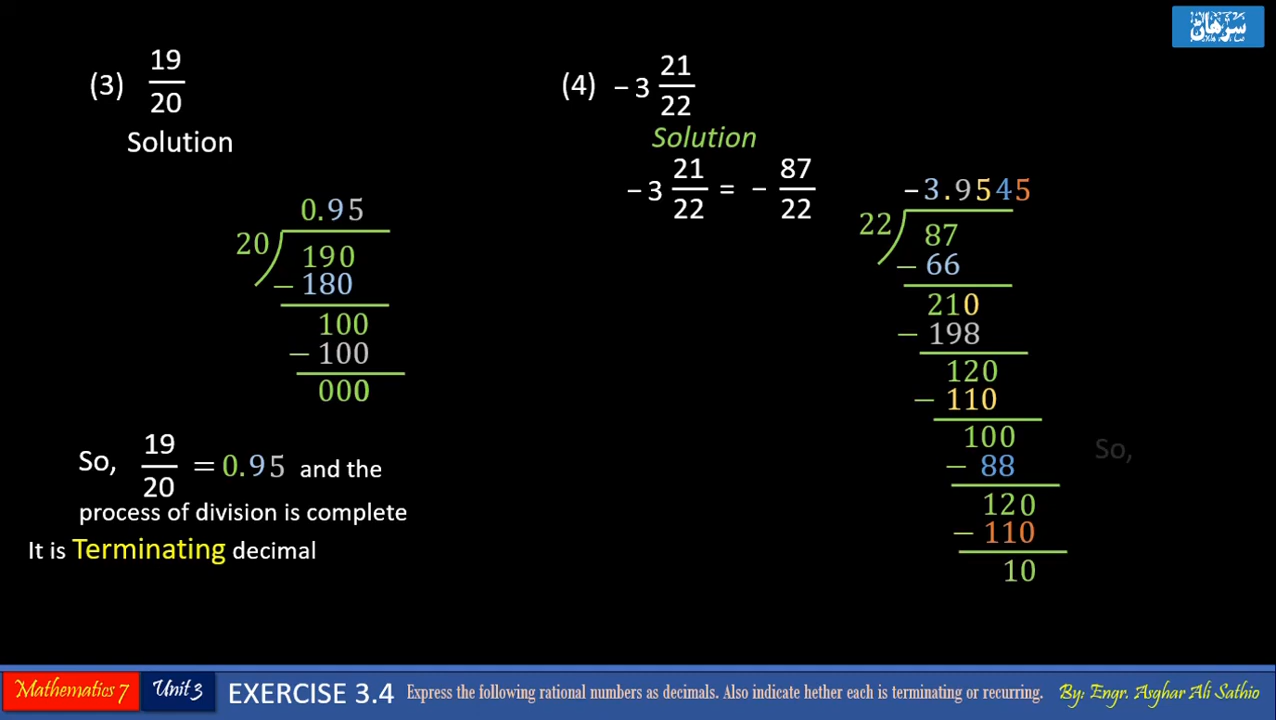 سرهاڻ
(3) 19/20
Solution
0.95
20 190
− 180
100
− 100
000
So, 19/20 = 0.95 and the
process of division is complete
It is Terminating decimal
(4) − 3 21/22
Solution
− 3 21/22 = − 87/22
−3.9545
22 87
− 66
210
− 198
120
− 110
100
− 88
120
− 110
10
So,
Mathematics 7 Unit 3 EXERCISE 3.4 Express the following rational numbers as decimals. Also indicate hether each is terminating or recurring. By: Engr. Asghar Ali Sathio